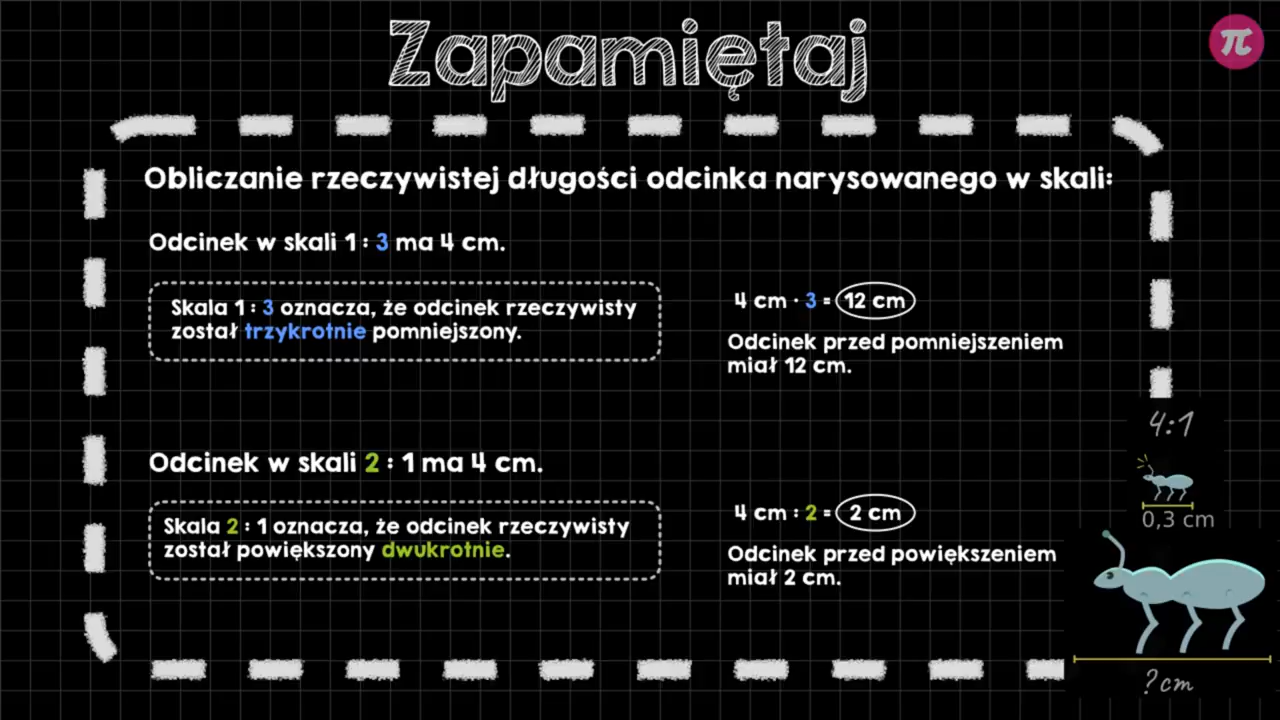 Zapamiętaj
π
Obliczanie rzeczywistej długości odcinka narysowanego w skali:
Odcinek w skali 1 : 3 ma 4 cm.
Skala 1 : 3 oznacza, że odcinek rzeczywisty
został trzykrotnie pomniejszony.
4 cm · 3 = 12 cm
Odcinek przed pomniejszeniem
miał 12 cm.
Odcinek w skali 2 : 1 ma 4 cm.
Skala 2 : 1 oznacza, że odcinek rzeczywisty
został powiększony dwukrotnie.
4 cm : 2 = 2 cm
Odcinek przed powiększeniem
miał 2 cm.
4:1
0,3 cm
? cm